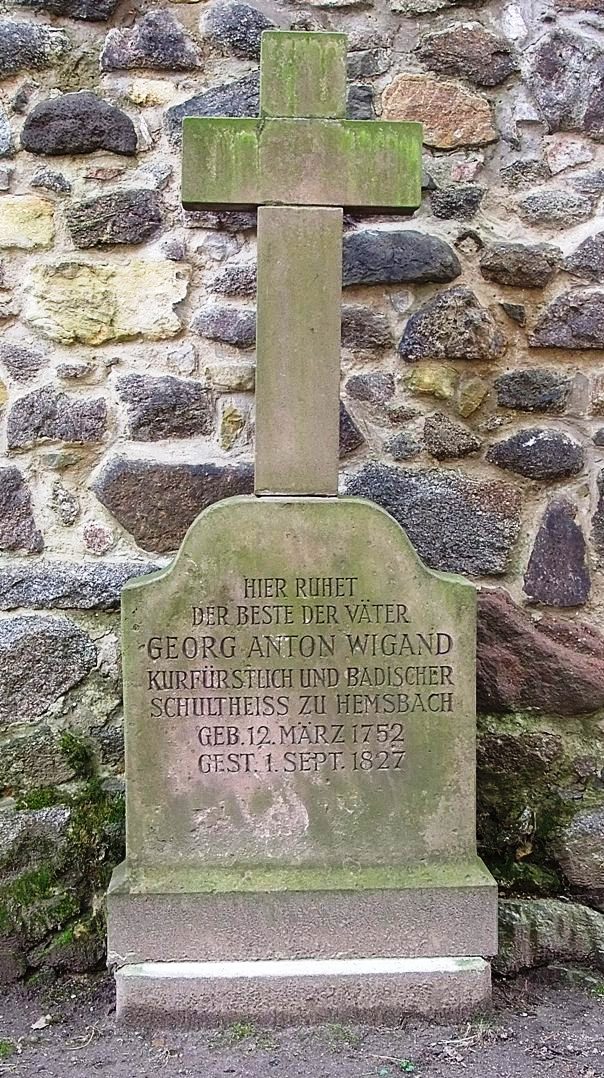 HIER RUHET
DER BESTE DER VÄTER
GEORG ANTON WIGAND
KURFÜRSTLICH UND BADISCHER
SCHULTHEISS ZU HEMSBACH
GEB. 12. MÄRZ 1752
GEST. 1. SEPT. 1827